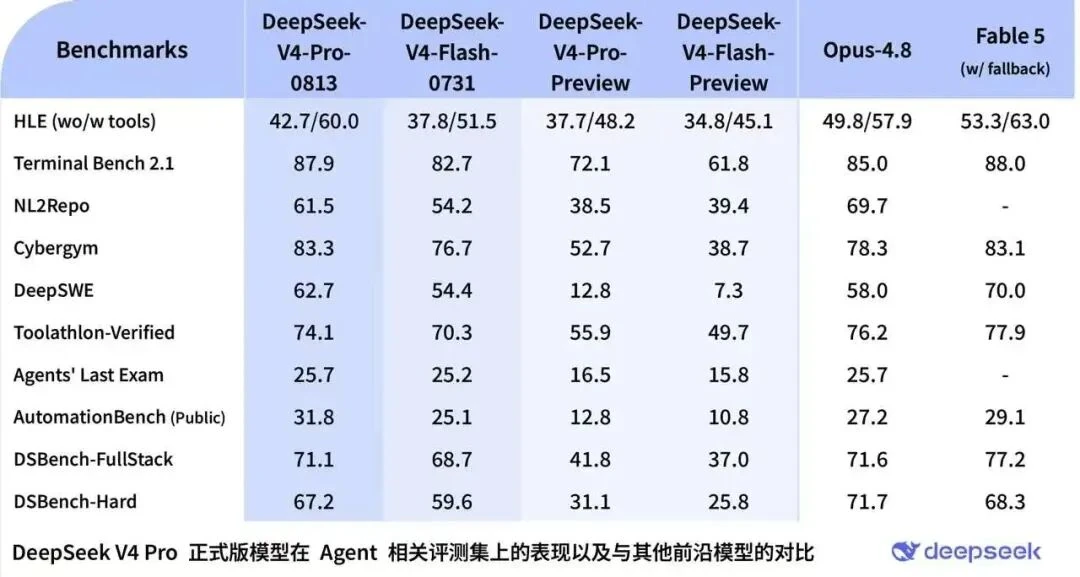 Benchmarks DeepSeek-V4-Pro-0813 DeepSeek-V4-Flash-0731 DeepSeek-V4-Pro-Preview DeepSeek-V4-Flash-Preview Opus-4.8 Fable 5 (w/ fallback)
HLE (wo/w tools) 42.7/60.0 37.8/51.5 37.7/48.2 34.8/45.1 49.8/57.9 53.3/63.0
Terminal Bench 2.1 87.9 82.7 72.1 61.8 85.0 88.0
NL2Repo 61.5 54.2 38.5 39.4 69.7 -
Cybergym 83.3 76.7 52.7 38.7 78.3 83.1
DeepSWE 62.7 54.4 12.8 7.3 58.0 70.0
Toolathlon-Verified 74.1 70.3 55.9 49.7 76.2 77.9
Agents' Last Exam 25.7 25.2 16.5 15.8 25.7 -
AutomationBench (Public) 31.8 25.1 12.8 10.8 27.2 29.1
DSBench-FullStack 71.1 68.7 41.8 37.0 71.6 77.2
DSBench-Hard 67.2 59.6 31.1 25.8 71.7 68.3
DeepSeek V4 Pro 正式版模型在 Agent 相关评测集上的表现以及与其他前沿模型的对比
deepseek